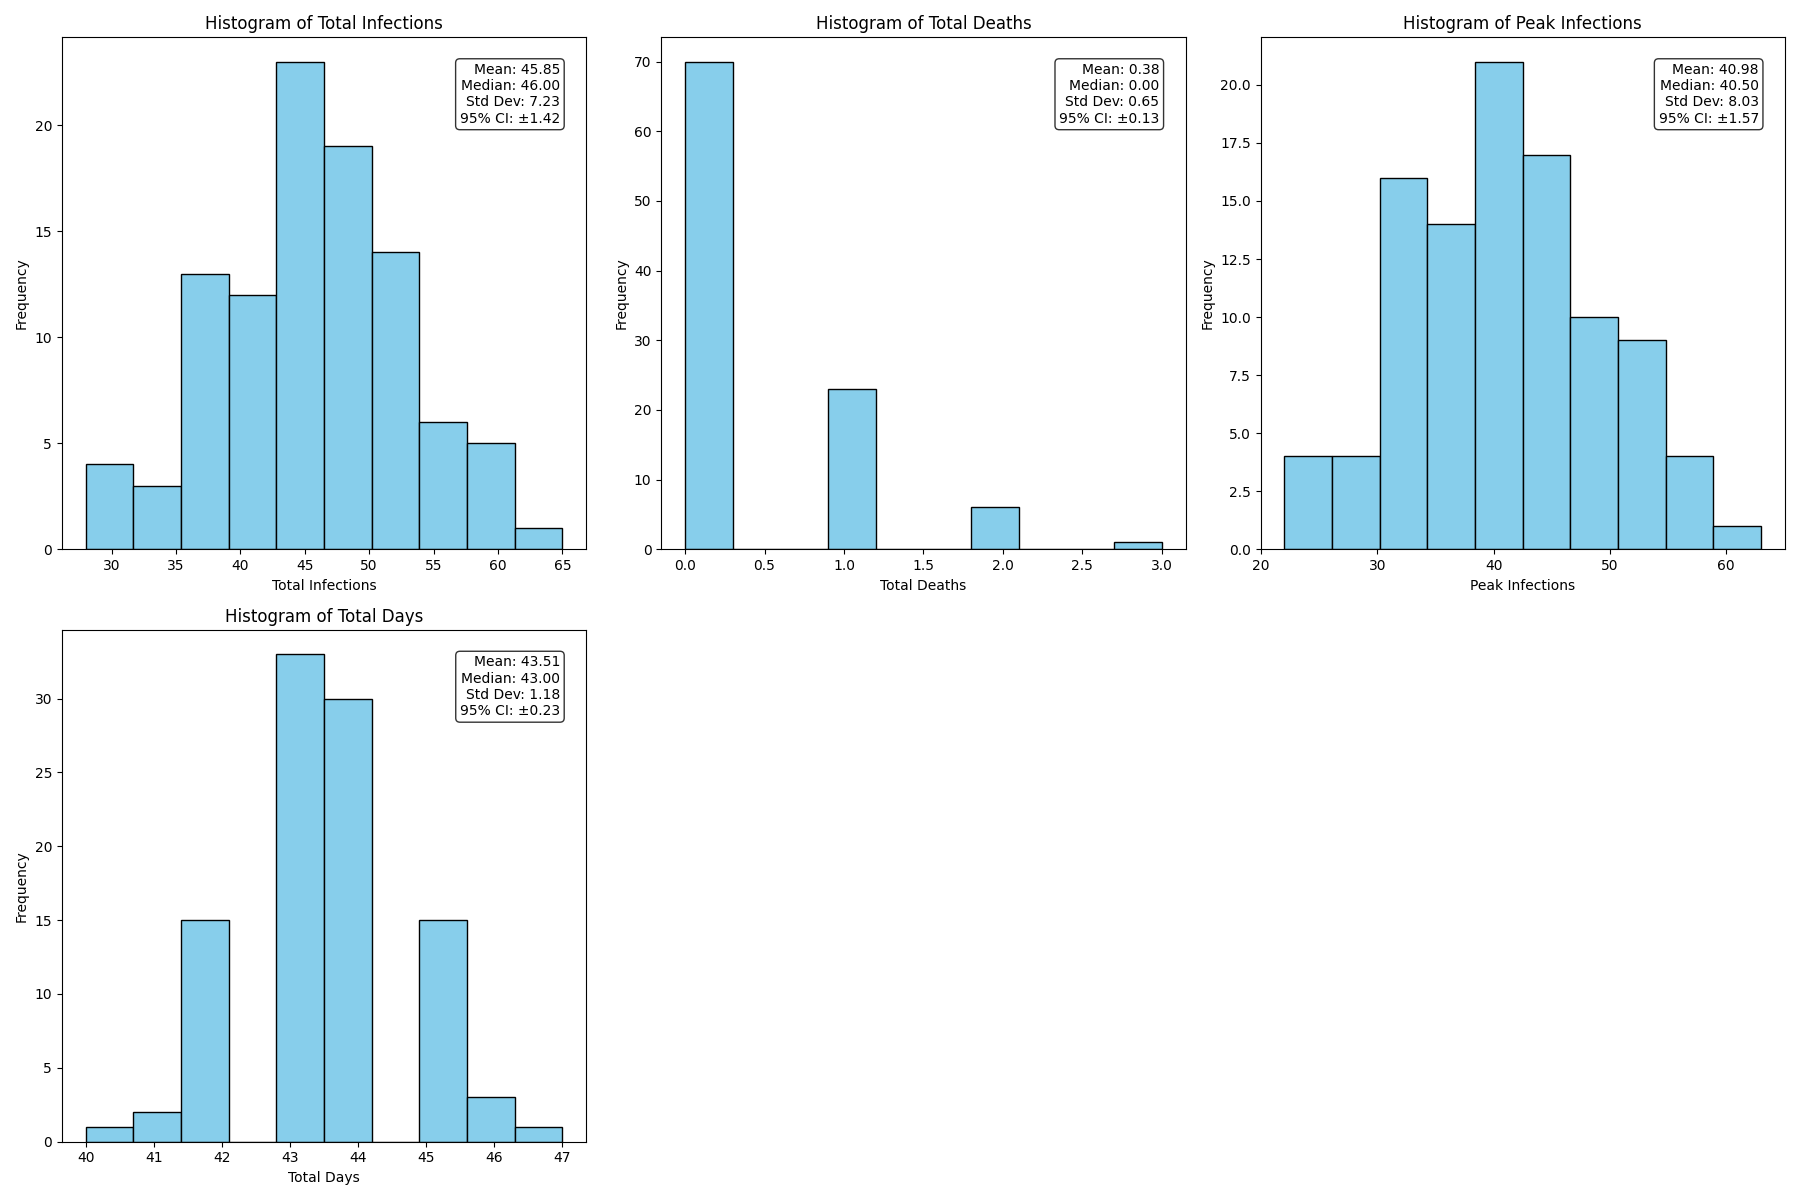 Histogram of Total Infections
Mean: 45.85
Median: 46.00
Std Dev: 7.23
95% CI: ±1.42
Frequency
20
15
10
5
0
30 35 40 45 50 55 60 65
Total Infections
Histogram of Total Deaths
Mean: 0.38
Median: 0.00
Std Dev: 0.65
95% CI: ±0.13
Frequency
70
60
50
40
30
20
10
0
0.0 0.5 1.0 1.5 2.0 2.5 3.0
Total Deaths
Histogram of Peak Infections
Mean: 40.98
Median: 40.50
Std Dev: 8.03
95% CI: ±1.57
Frequency
20.0
17.5
15.0
12.5
10.0
7.5
5.0
2.5
0.0
20 30 40 50 60
Peak Infections
Histogram of Total Days
Mean: 43.51
Median: 43.00
Std Dev: 1.18
95% CI: ±0.23
Frequency
30
25
20
15
10
5
0
40 41 42 43 44 45 46 47
Total Days